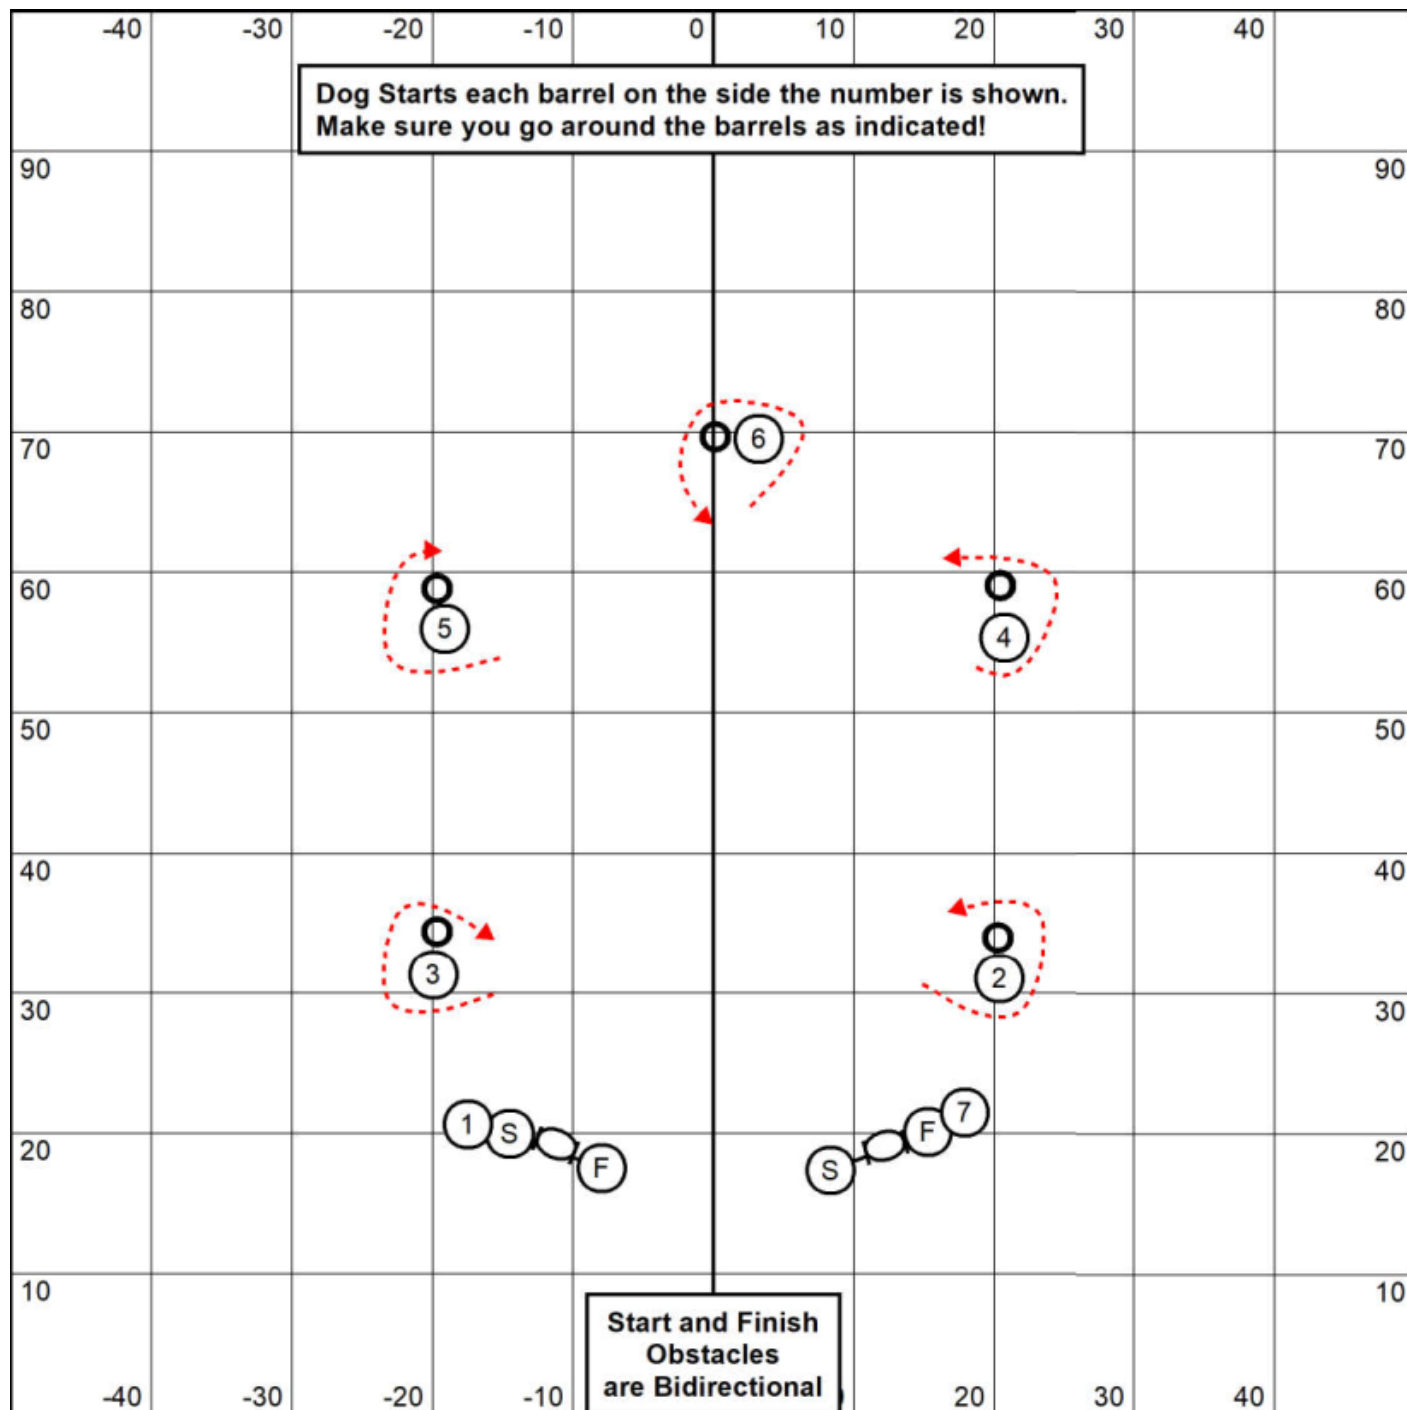 -40 -30 -20 -10 0 10 20 30 40
Dog Starts each barrel on the side the number is shown.
Make sure you go around the barrels as indicated!
90 90
80 80
6
70 70
60 60
5 4
50 50
40 40
3 2
30 30
1 S F S F 7
20 20
10 10
Start and Finish
Obstacles
are Bidirectional
-40 -30 -20 -10 20 30 40